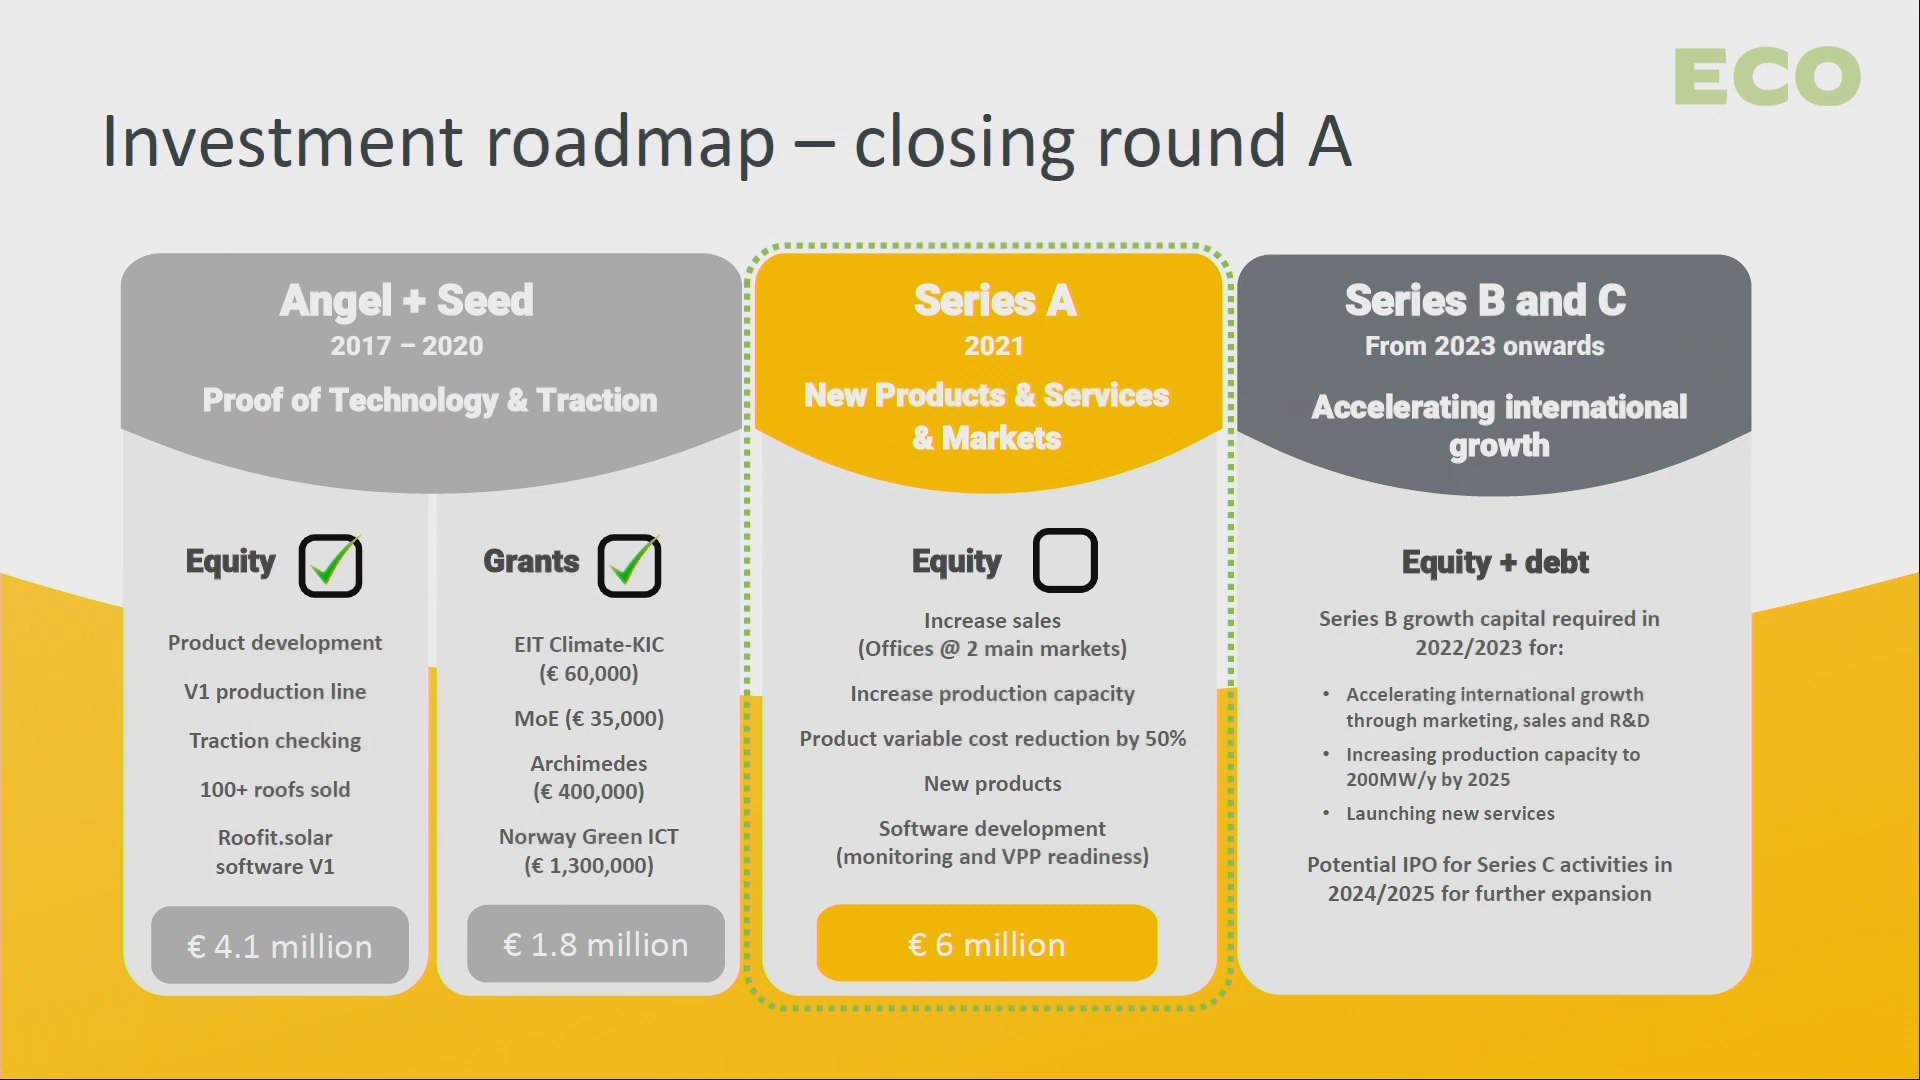 ECO
Investment roadmap – closing round A
Angel + Seed
2017 – 2020
Proof of Technology & Traction
Equity
Product development
V1 production line
Traction checking
100+ roofs sold
Roofit.solar
software V1
€ 4.1 million
Grants
EIT Climate-KIC
(€ 60,000)
MoE (€ 35,000)
Archimedes
(€ 400,000)
Norway Green ICT
(€ 1,300,000)
€ 1.8 million
Series A
2021
New Products & Services
& Markets
Equity
Increase sales
(Offices @ 2 main markets)
Increase production capacity
Product variable cost reduction by 50%
New products
Software development
(monitoring and VPP readiness)
€ 6 million
Series B and C
From 2023 onwards
Accelerating international
growth
Equity + debt
Series B growth capital required in
2022/2023 for:
• Accelerating international growth
through marketing, sales and R&D
• Increasing production capacity to
200MW/y by 2025
• Launching new services
Potential IPO for Series C activities in
2024/2025 for further expansion